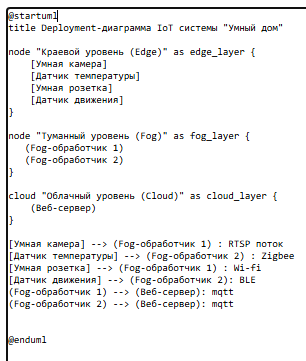 @startuml
title Deployment-диаграмма IoT системы "Умный дом"
node "Краевой уровень (Edge)" as edge_layer {
[Умная камера]
[Датчик температуры]
[Умная розетка]
[Датчик движения]
}
node "Туманный уровень (Fog)" as fog_layer {
(Fog-обработчик 1)
(Fog-обработчик 2)
}
cloud "Облачный уровень (Cloud)" as cloud_layer {
(Веб-сервер)
}
[Умная камера] --> (Fog-обработчик 1) : RTSP поток
[Датчик температуры] --> (Fog-обработчик 2) : Zigbee
[Умная розетка] --> (Fog-обработчик 1) : Wi-fi
[Датчик движения] --> (Fog-обработчик 2): BLE
(Fog-обработчик 1) --> (Веб-сервер): mqtt
(Fog-обработчик 2) --> (Веб-сервер): mqtt
@enduml